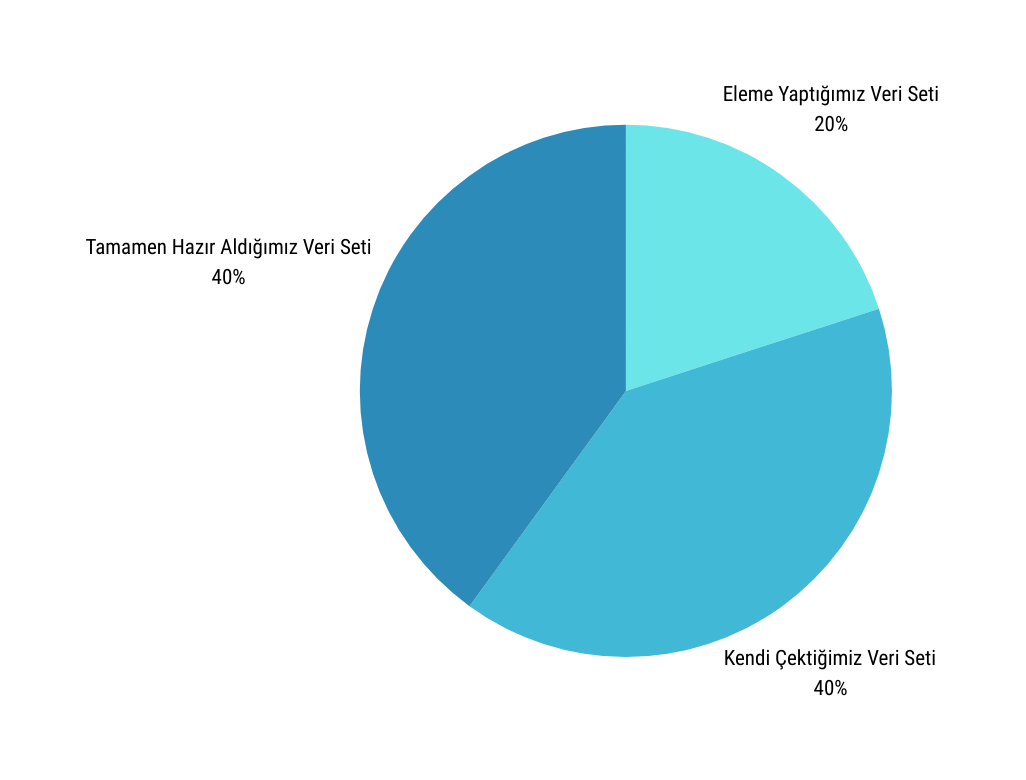 Eleme Yaptığımız Veri Seti
20%
Tamamen Hazır Aldığımız Veri Seti
40%
Kendi Çektiğimiz Veri Seti
40%